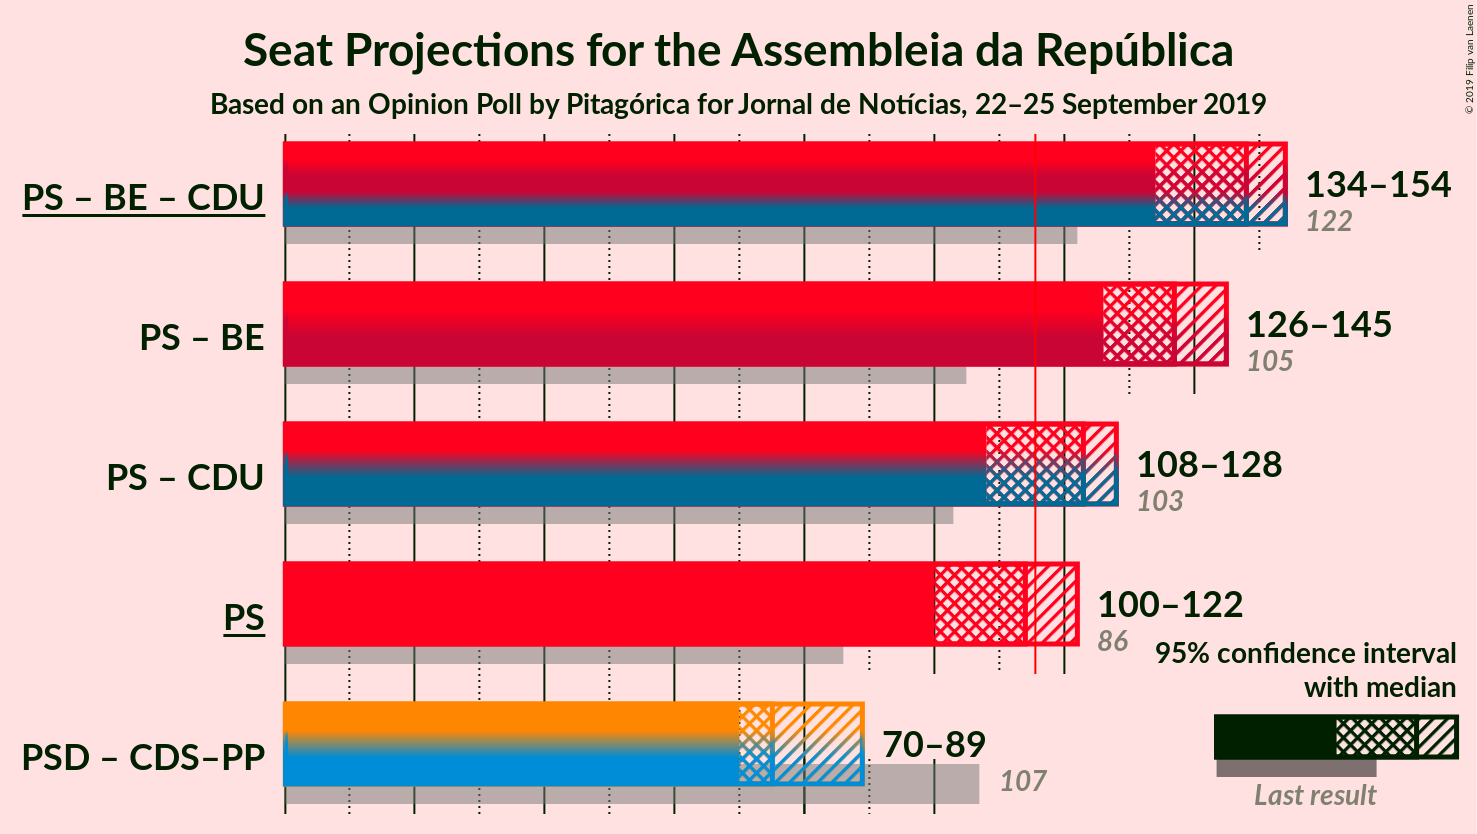 Seat Projections for the Assembleia da República
Based on an Opinion Poll by Pitagórica for Jornal de Notícias, 22–25 September 2019
© 2019 Filip van Laenen
PS – BE – CDU
134–154
122
PS – BE
126–145
105
PS – CDU
108–128
103
PS
100–122
86
PSD – CDS–PP
70–89
107
95% confidence interval
with median
Last result